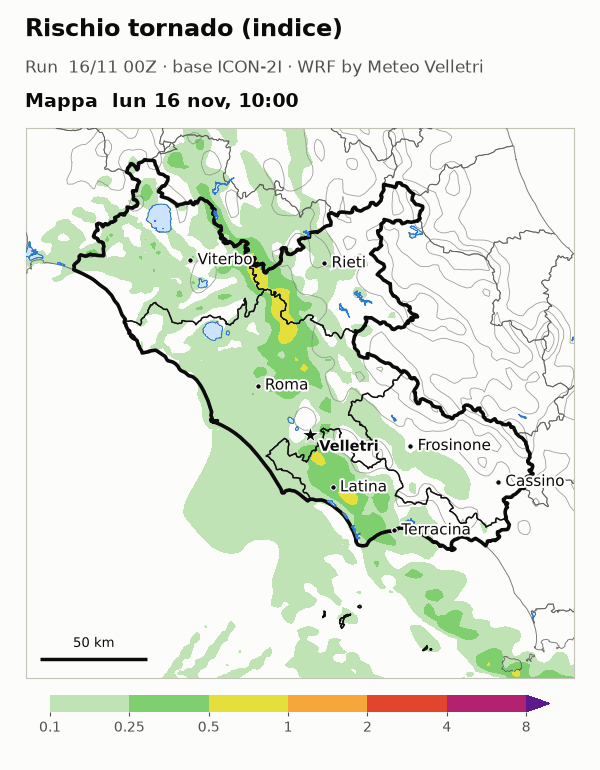 Rischio tornado (indice)
Run  16/11 00Z · base ICON-2I · WRF by Meteo Velletri
Mappa  lun 16 nov, 10:00
Viterbo
Rieti
Roma
Velletri
Frosinone
Latina
Cassino
Terracina
50 km
0.1 0.25 0.5 1 2 4 8